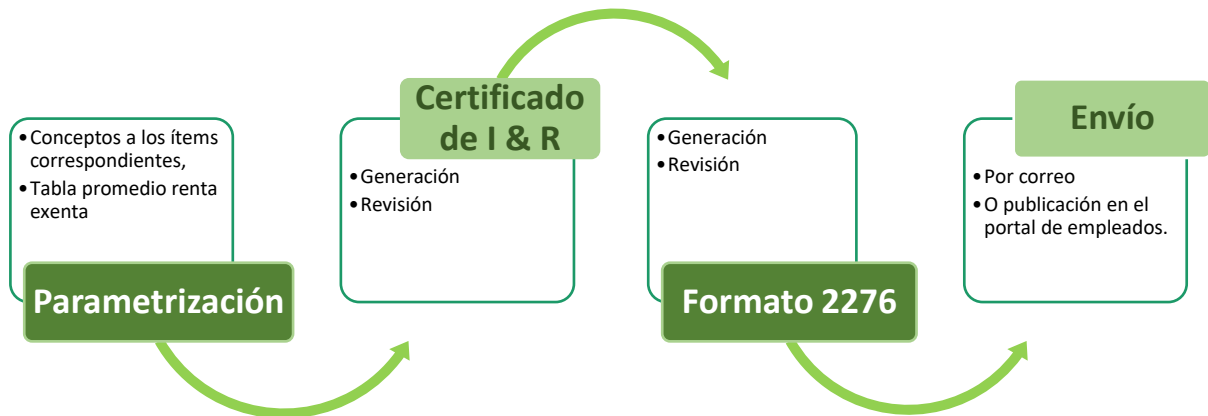 •Conceptos a los ítems
correspondientes,
•Tabla promedio renta
exenta
Parametrización
Certificado
de I & R
•Generación
•Revisión
•Generación
•Revisión
Formato 2276
Envío
•Por correo
•O publicación en el
portal de empleados.